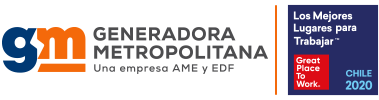 gm GENERADORA
METROPOLITANA
Una empresa AME y EDF
Los Mejores
Lugares para
Trabajar™
Great
Place
To
Work.
CHILE
2020